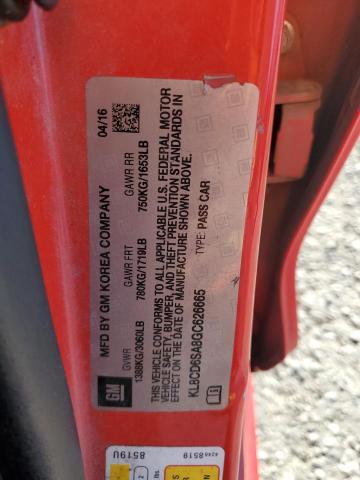 MFD BY GM KOREA COMPANY 04/16
GVWR GAWR FRT GAWR RR
1388KG/3060LB 780KG/1719LB 750KG/1653LB
THIS VEHICLE CONFORMS TO ALL APPLICABLE U.S. FEDERAL MOTOR
VEHICLE SAFETY, BUMPER, AND THEFT PREVENTION STANDARDS IN
EFFECT ON THE DATE OF MANUFACTURE SHOWN ABOVE.
KL8CD6SA8GC626665 TYPE: PASS CAR
GM
8519U
4248 8519